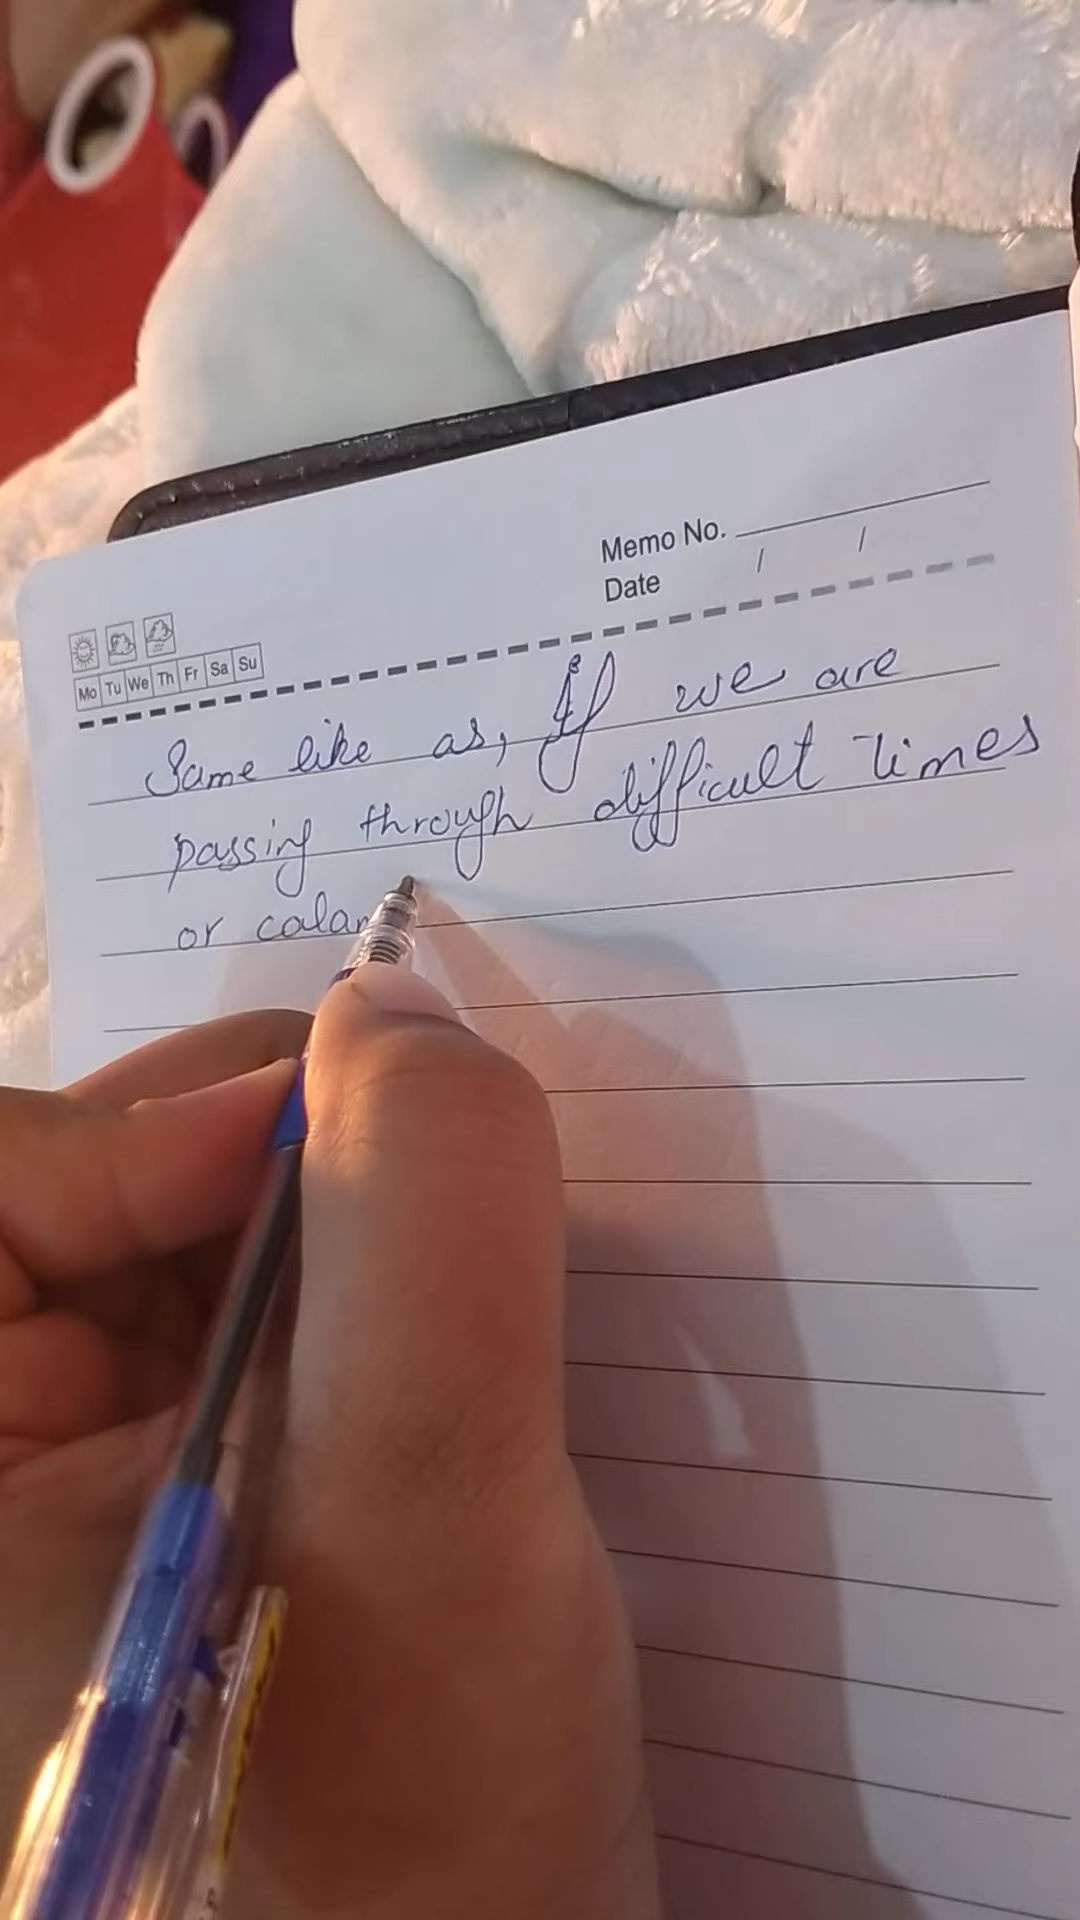 Memo No.
Date / /
Mo Tu We Th Fr Sa Su
Same like as, If we are
passing through difficult times
or calam